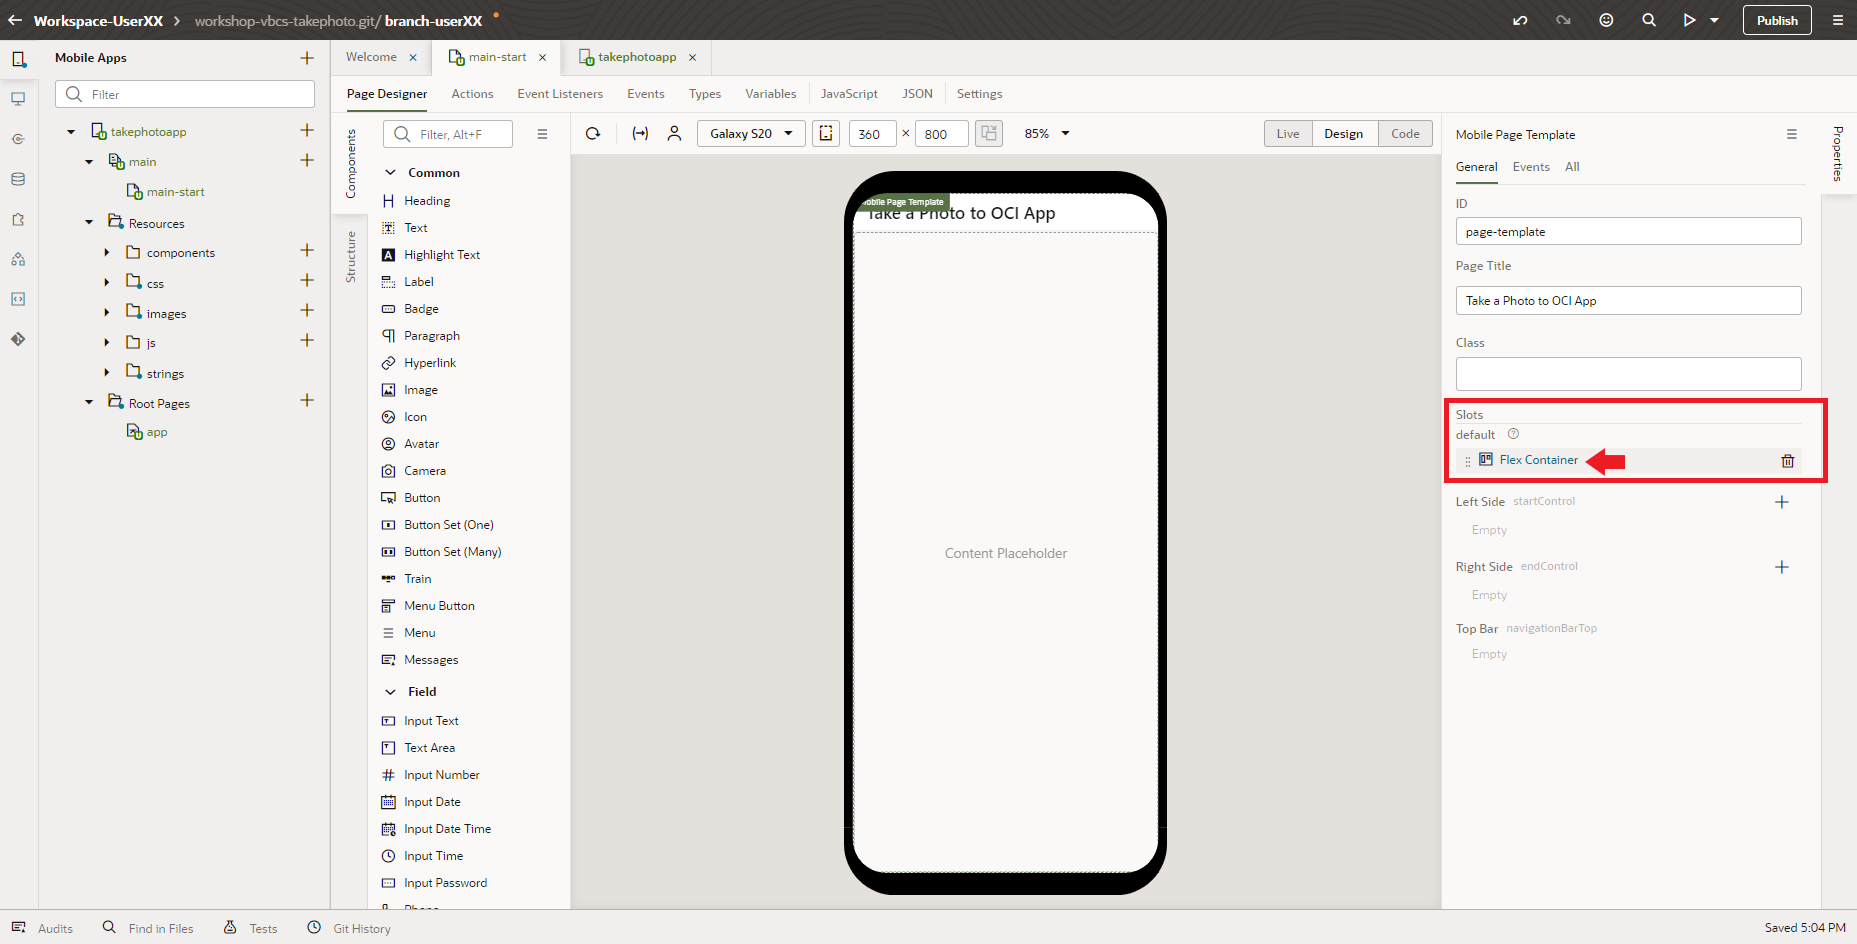 Workspace-UserXX > workshop-vbcs-takephoto.git/ branch-userXX
Publish
Mobile Apps
Filter
takephotoapp
main
main-start
Resources
components
css
images
js
strings
Root Pages
app
Welcome × main-start × takephotoapp ×
Page Designer Actions Event Listeners Events Types Variables JavaScript JSON Settings
Components
Structure
Filter, Alt+F
Common
Heading
Text
Highlight Text
Label
Badge
Paragraph
Hyperlink
Image
Icon
Avatar
Camera
Button
Button Set (One)
Button Set (Many)
Train
Menu Button
Menu
Messages
Field
Input Text
Text Area
Input Number
Input Date
Input Date Time
Input Time
Input Password
Galaxy S20 360 × 800 85% Live Design Code
Mobile Page Template
Take a Photo to OCI App
Content Placeholder
Mobile Page Template
Properties
General Events All
ID
page-template
Page Title
Take a Photo to OCI App
Class
Slots
default
Flex Container
Left Side startControl
Empty
Right Side endControl
Empty
Top Bar navigationBarTop
Empty
Audits Find in Files Tests Git History
Saved 5:04 PM